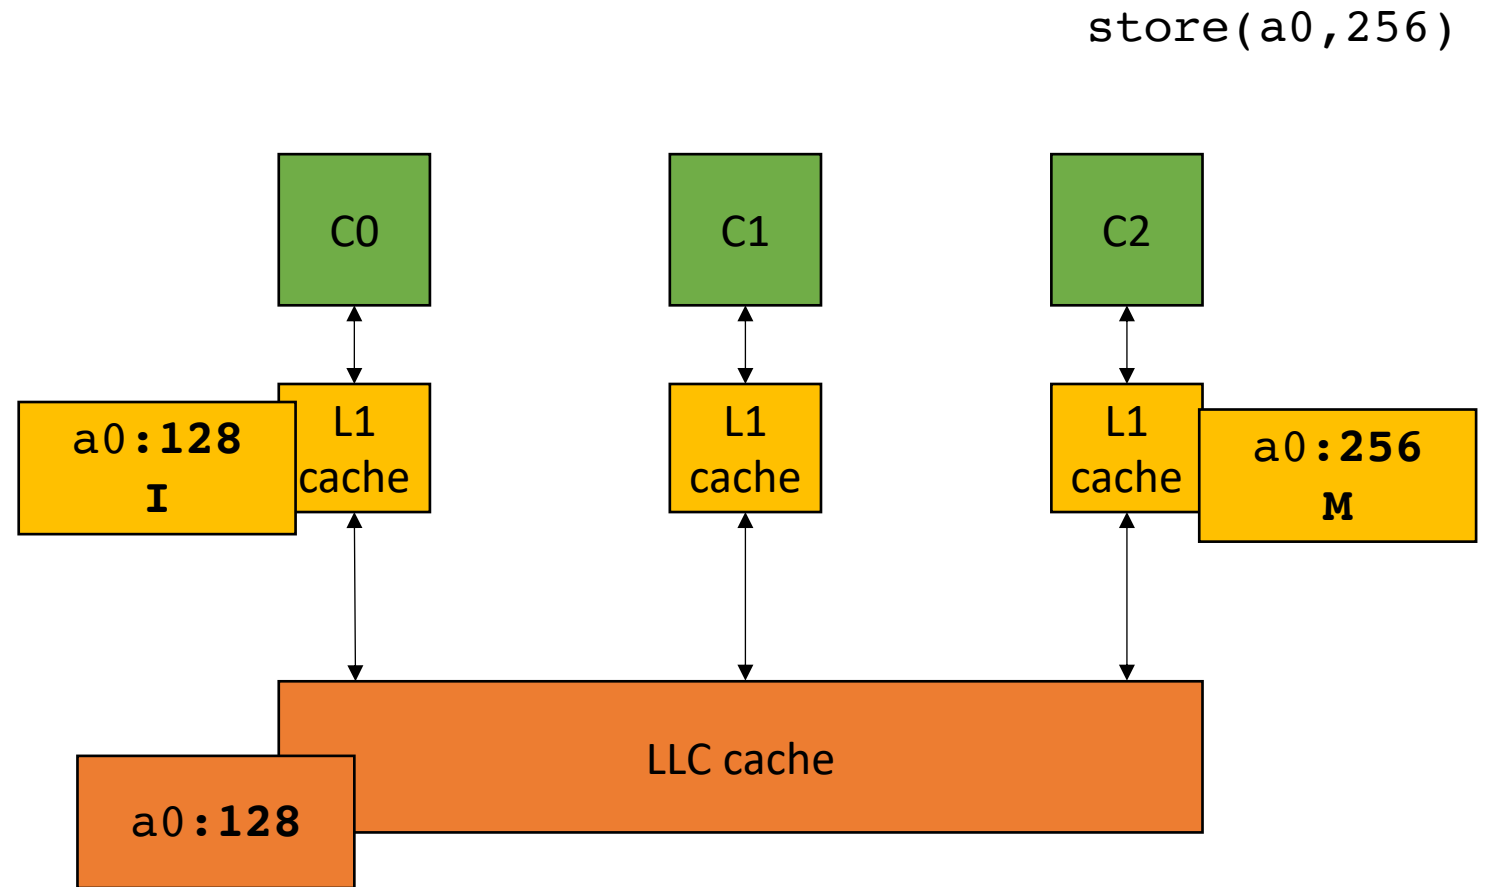 store(a0,256)
C0
C1
C2
L1
cache
a0:128
I
L1
cache
L1
cache
a0:256
M
LLC cache
a0:128